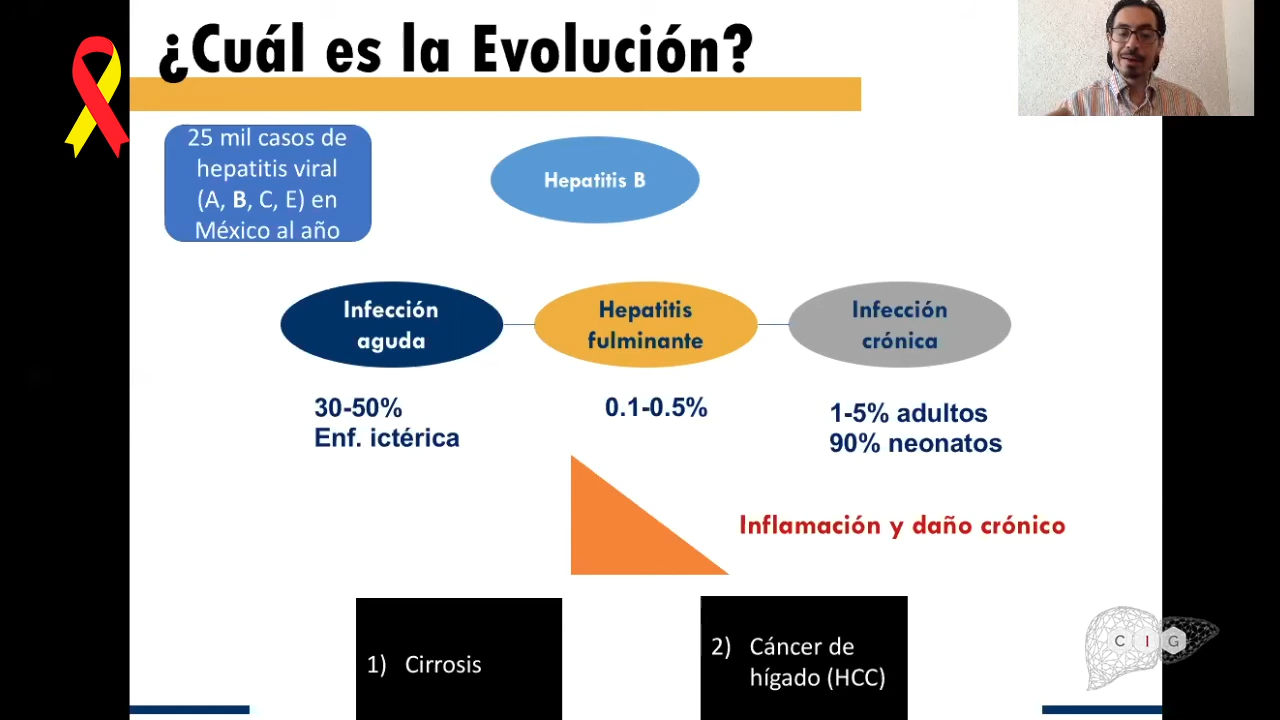 ¿Cuál es la Evolución?
25 mil casos de
hepatitis viral
(A, B, C, E) en
México al año
Hepatitis B
Infección
aguda
Hepatitis
fulminante
Infección
crónica
30-50%
Enf. ictérica
0.1-0.5%
1-5% adultos
90% neonatos
Inflamación y daño crónico
1) Cirrosis
2) Cáncer de
hígado (HCC)
C I G